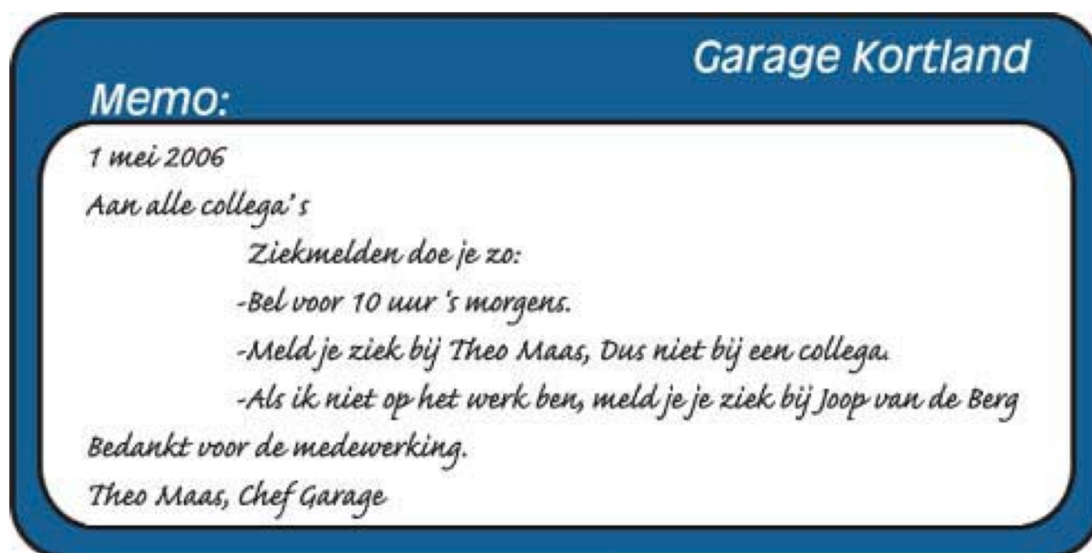 Garage Kortland
Memo:
1 mei 2006
Aan alle collega's
Ziekmelden doe je zo:
-Bel voor 10 uur 's morgens.
-Meld je ziek bij Theo Maas, Dus niet bij een collega.
-Als ik niet op het werk ben, meld je je ziek bij Joop van de Berg
Bedankt voor de medewerking.
Theo Maas, Chef Garage